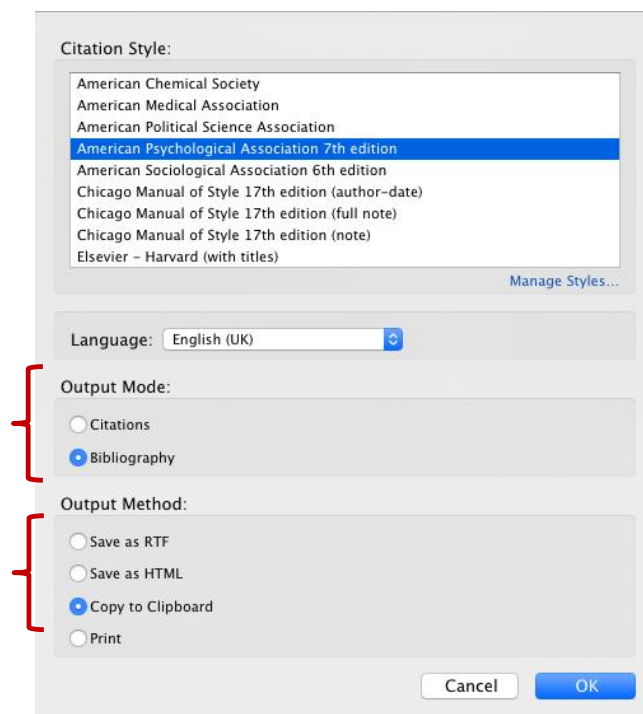 Citation Style:
American Chemical Society
American Medical Association
American Political Science Association
American Psychological Association 7th edition
American Sociological Association 6th edition
Chicago Manual of Style 17th edition (author-date)
Chicago Manual of Style 17th edition (full note)
Chicago Manual of Style 17th edition (note)
Elsevier - Harvard (with titles)
Manage Styles...
Language: English (UK)
Output Mode:
Citations
Bibliography
Output Method:
Save as RTF
Save as HTML
Copy to Clipboard
Print
Cancel OK